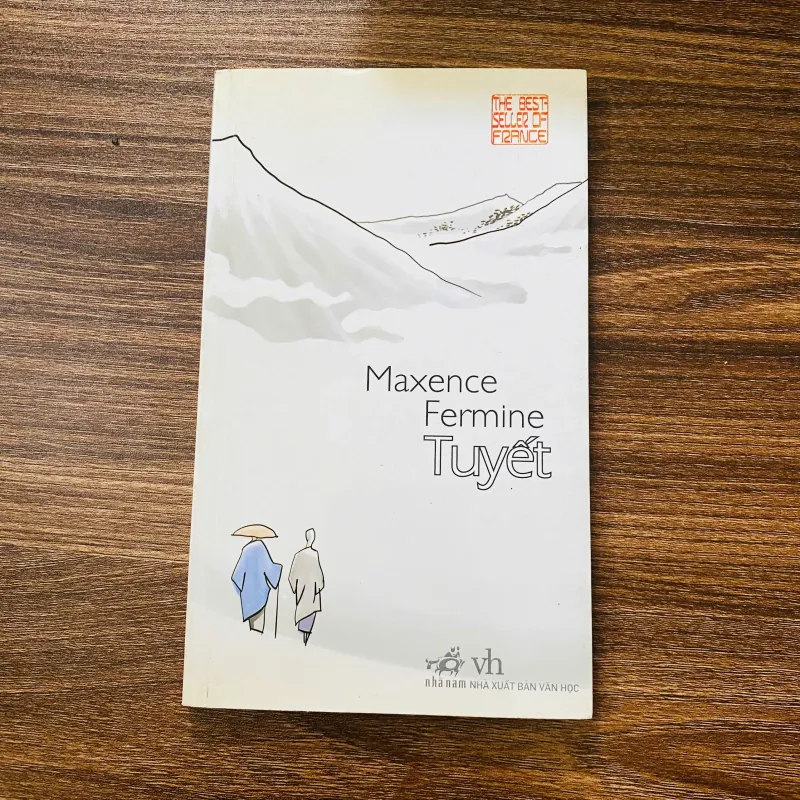 THE BEST-
SELLER OF
FRANCE
Maxence
Fermine
Tuyết
vh
nhã nam NHÀ XUẤT BẢN VĂN HỌC